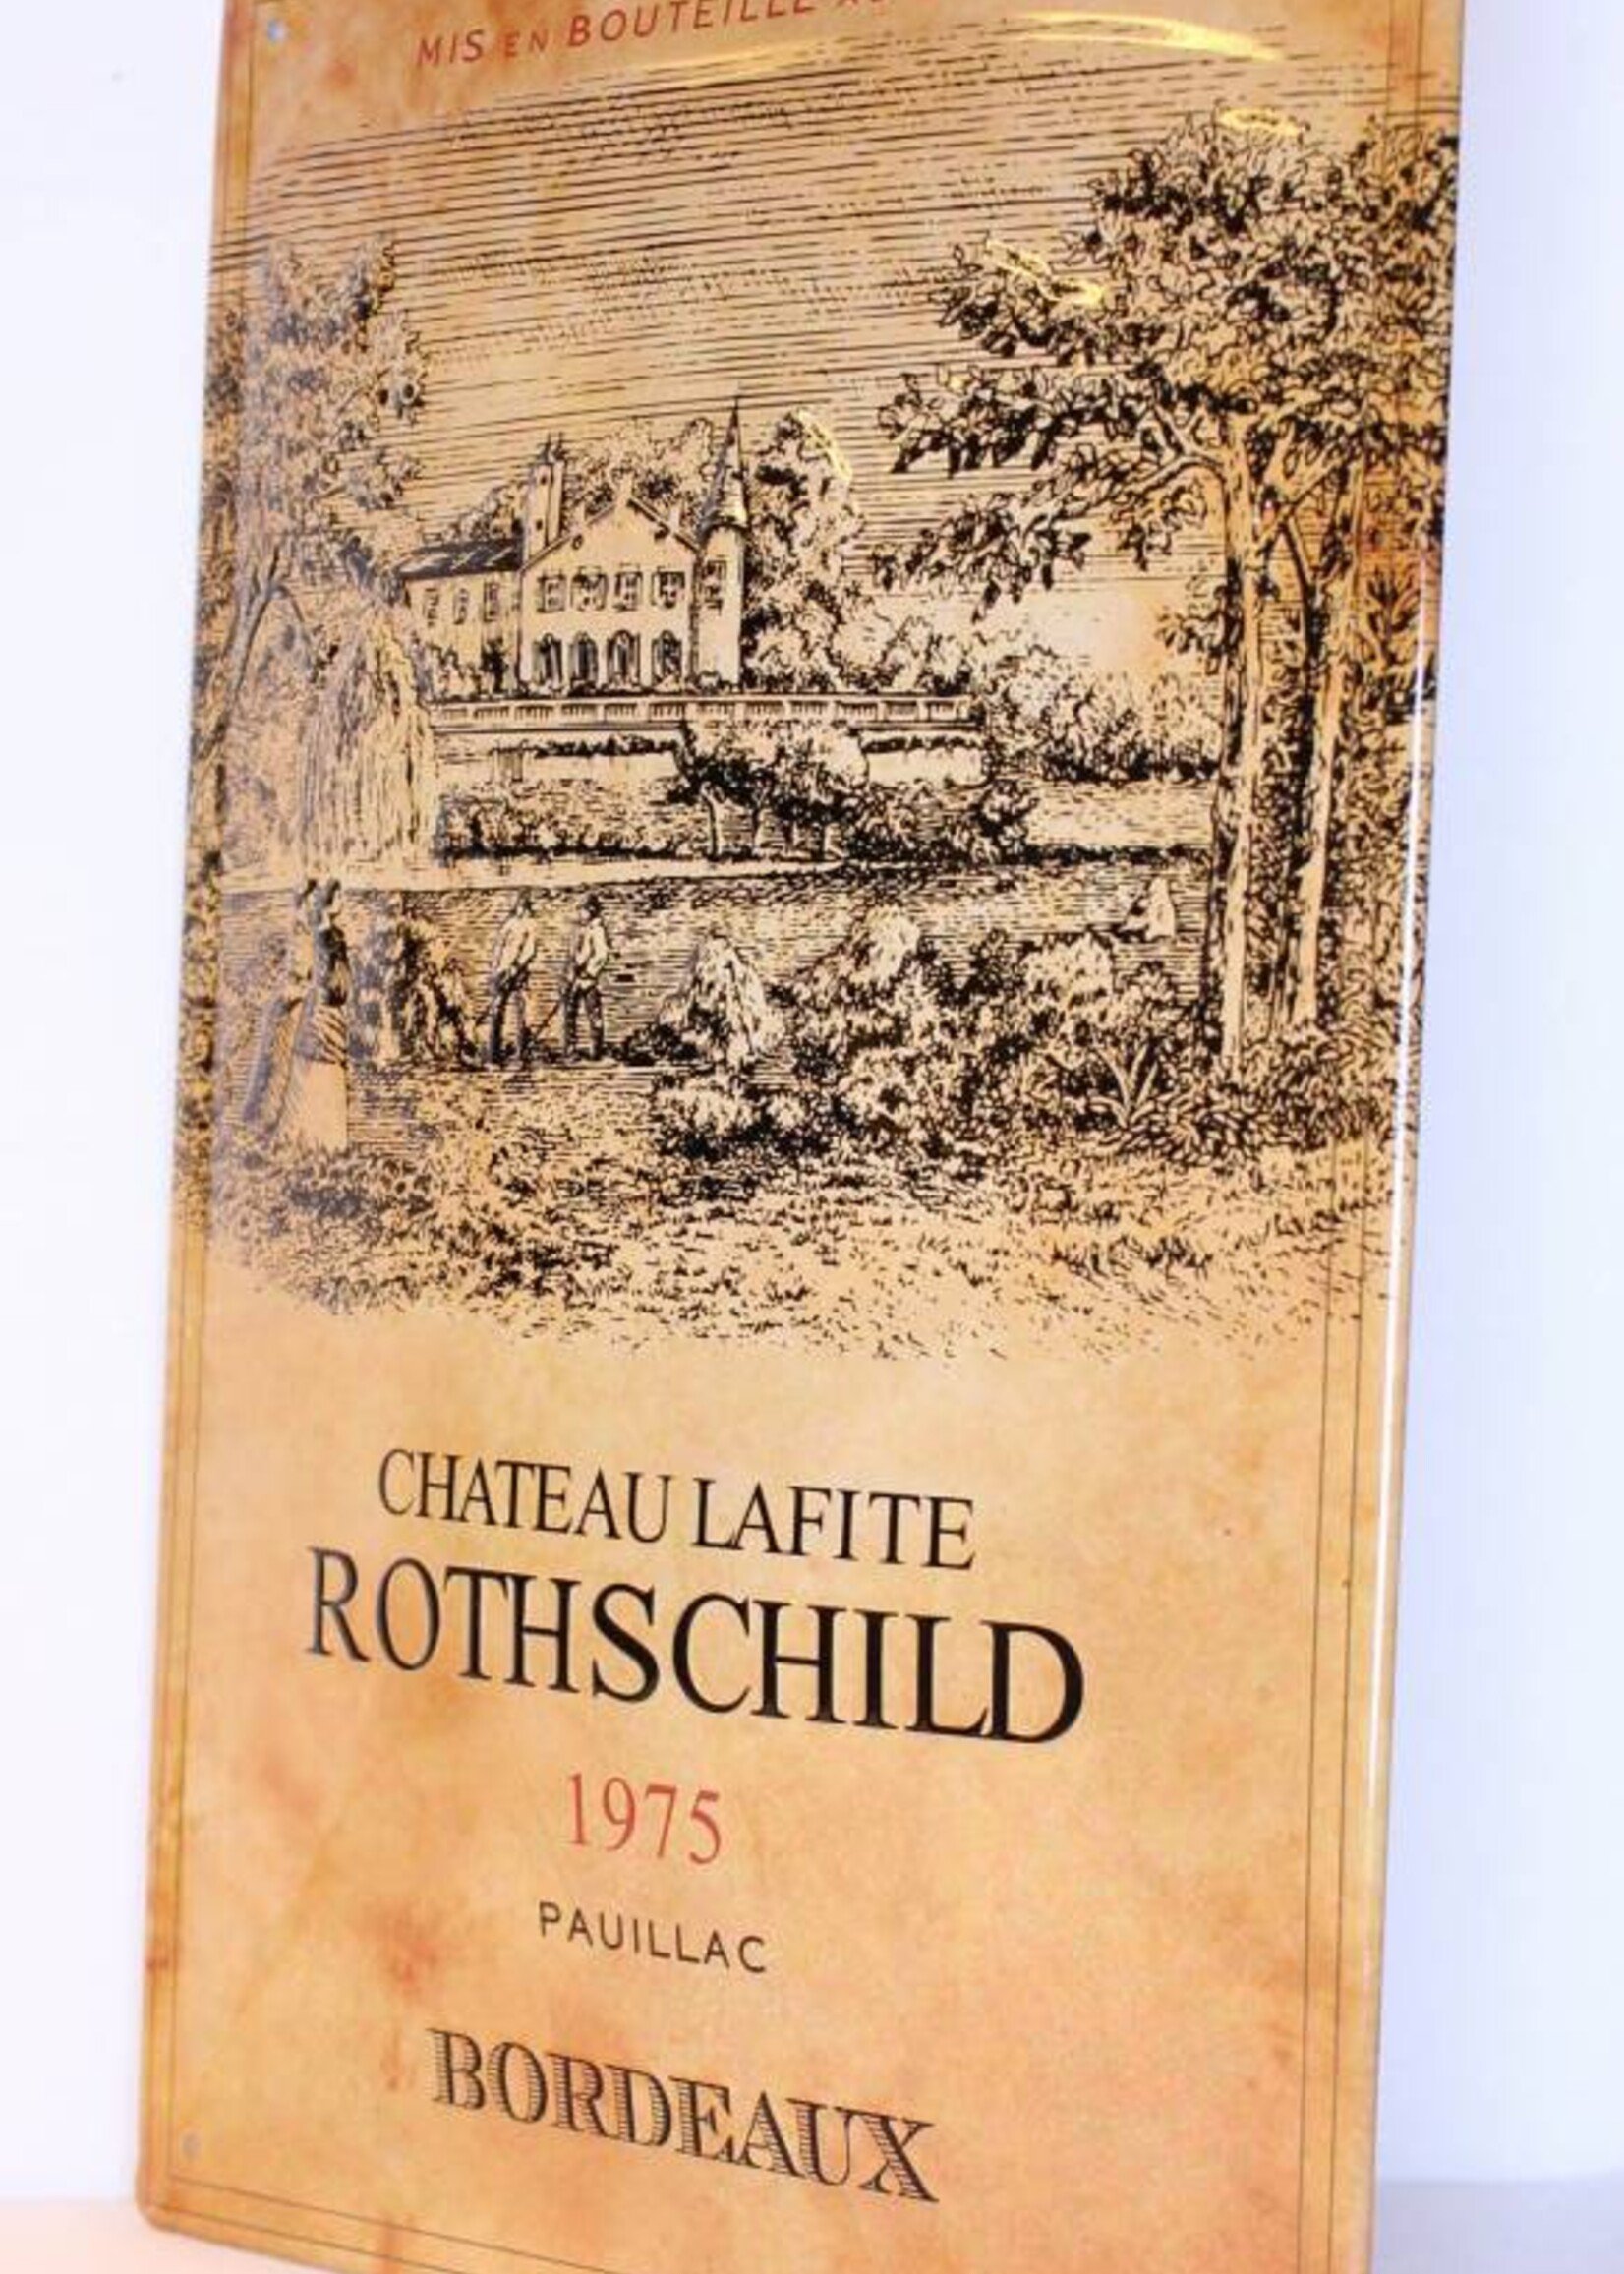 MIS EN BOUTEILLE
CHATEAU LAFITE
ROTHSCHILD
1975
PAUILLAC
BORDEAUX